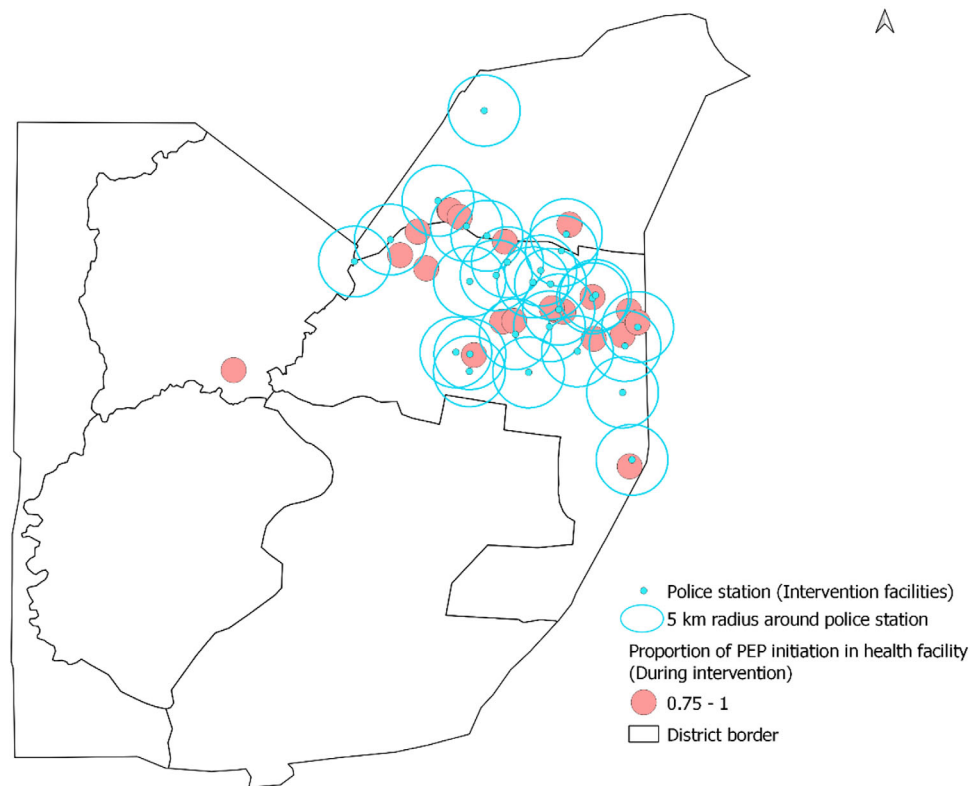 Police station (Intervention facilities)
5 km radius around police station
Proportion of PEP initiation in health facility
(During intervention)
0.75 - 1
District border